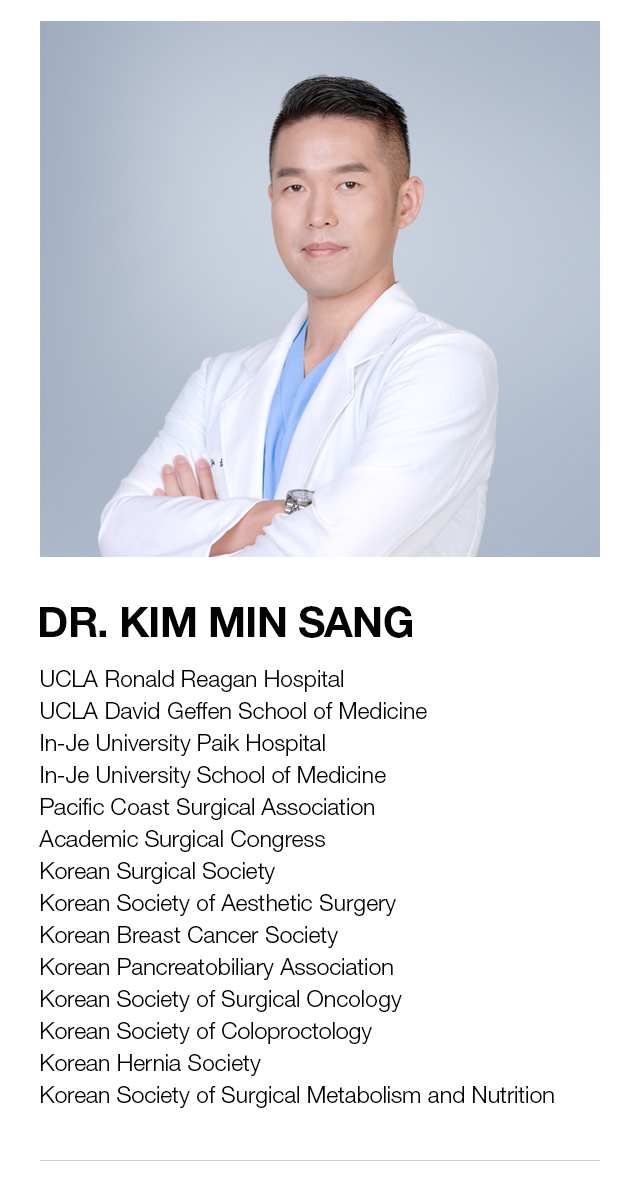 DR. KIM MIN SANG
UCLA Ronald Reagan Hospital
UCLA David Geffen School of Medicine
In-Je University Paik Hospital
In-Je University School of Medicine
Pacific Coast Surgical Association
Academic Surgical Congress
Korean Surgical Society
Korean Society of Aesthetic Surgery
Korean Breast Cancer Society
Korean Pancreatobiliary Association
Korean Society of Surgical Oncology
Korean Society of Coloproctology
Korean Hernia Society
Korean Society of Surgical Metabolism and Nutrition